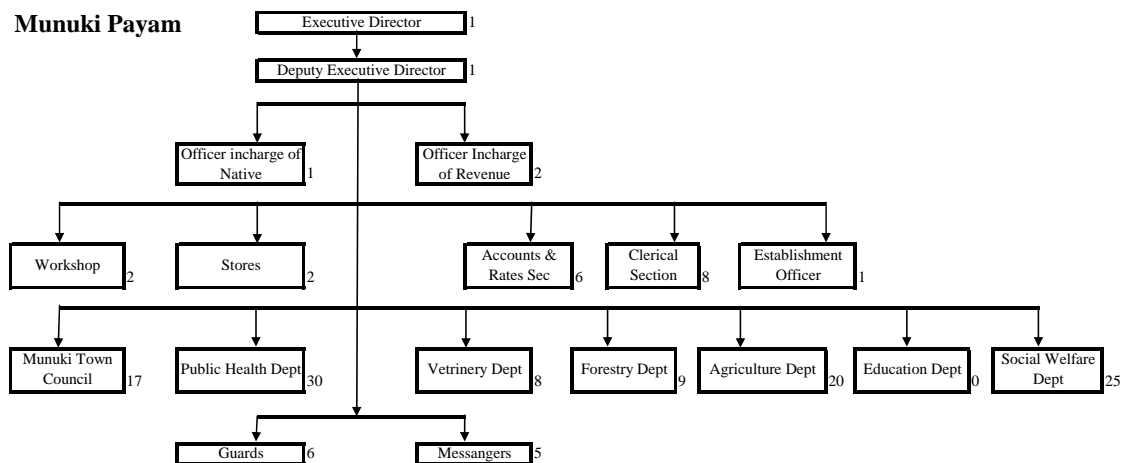 Munuki Payam
Executive Director 1
Deputy Executive Director 1
Officer incharge of
Native 1
Officer Incharge
of Revenue 2
Workshop 2
Stores 2
Accounts &
Rates Sec 6
Clerical
Section 8
Establishment
Officer 1
Munuki Town
Council 17
Public Health Dept 30
Vetrinery Dept 8
Forestry Dept 9
Agriculture Dept 20
Education Dept 0
Social Welfare
Dept 25
Guards 6
Messangers 5